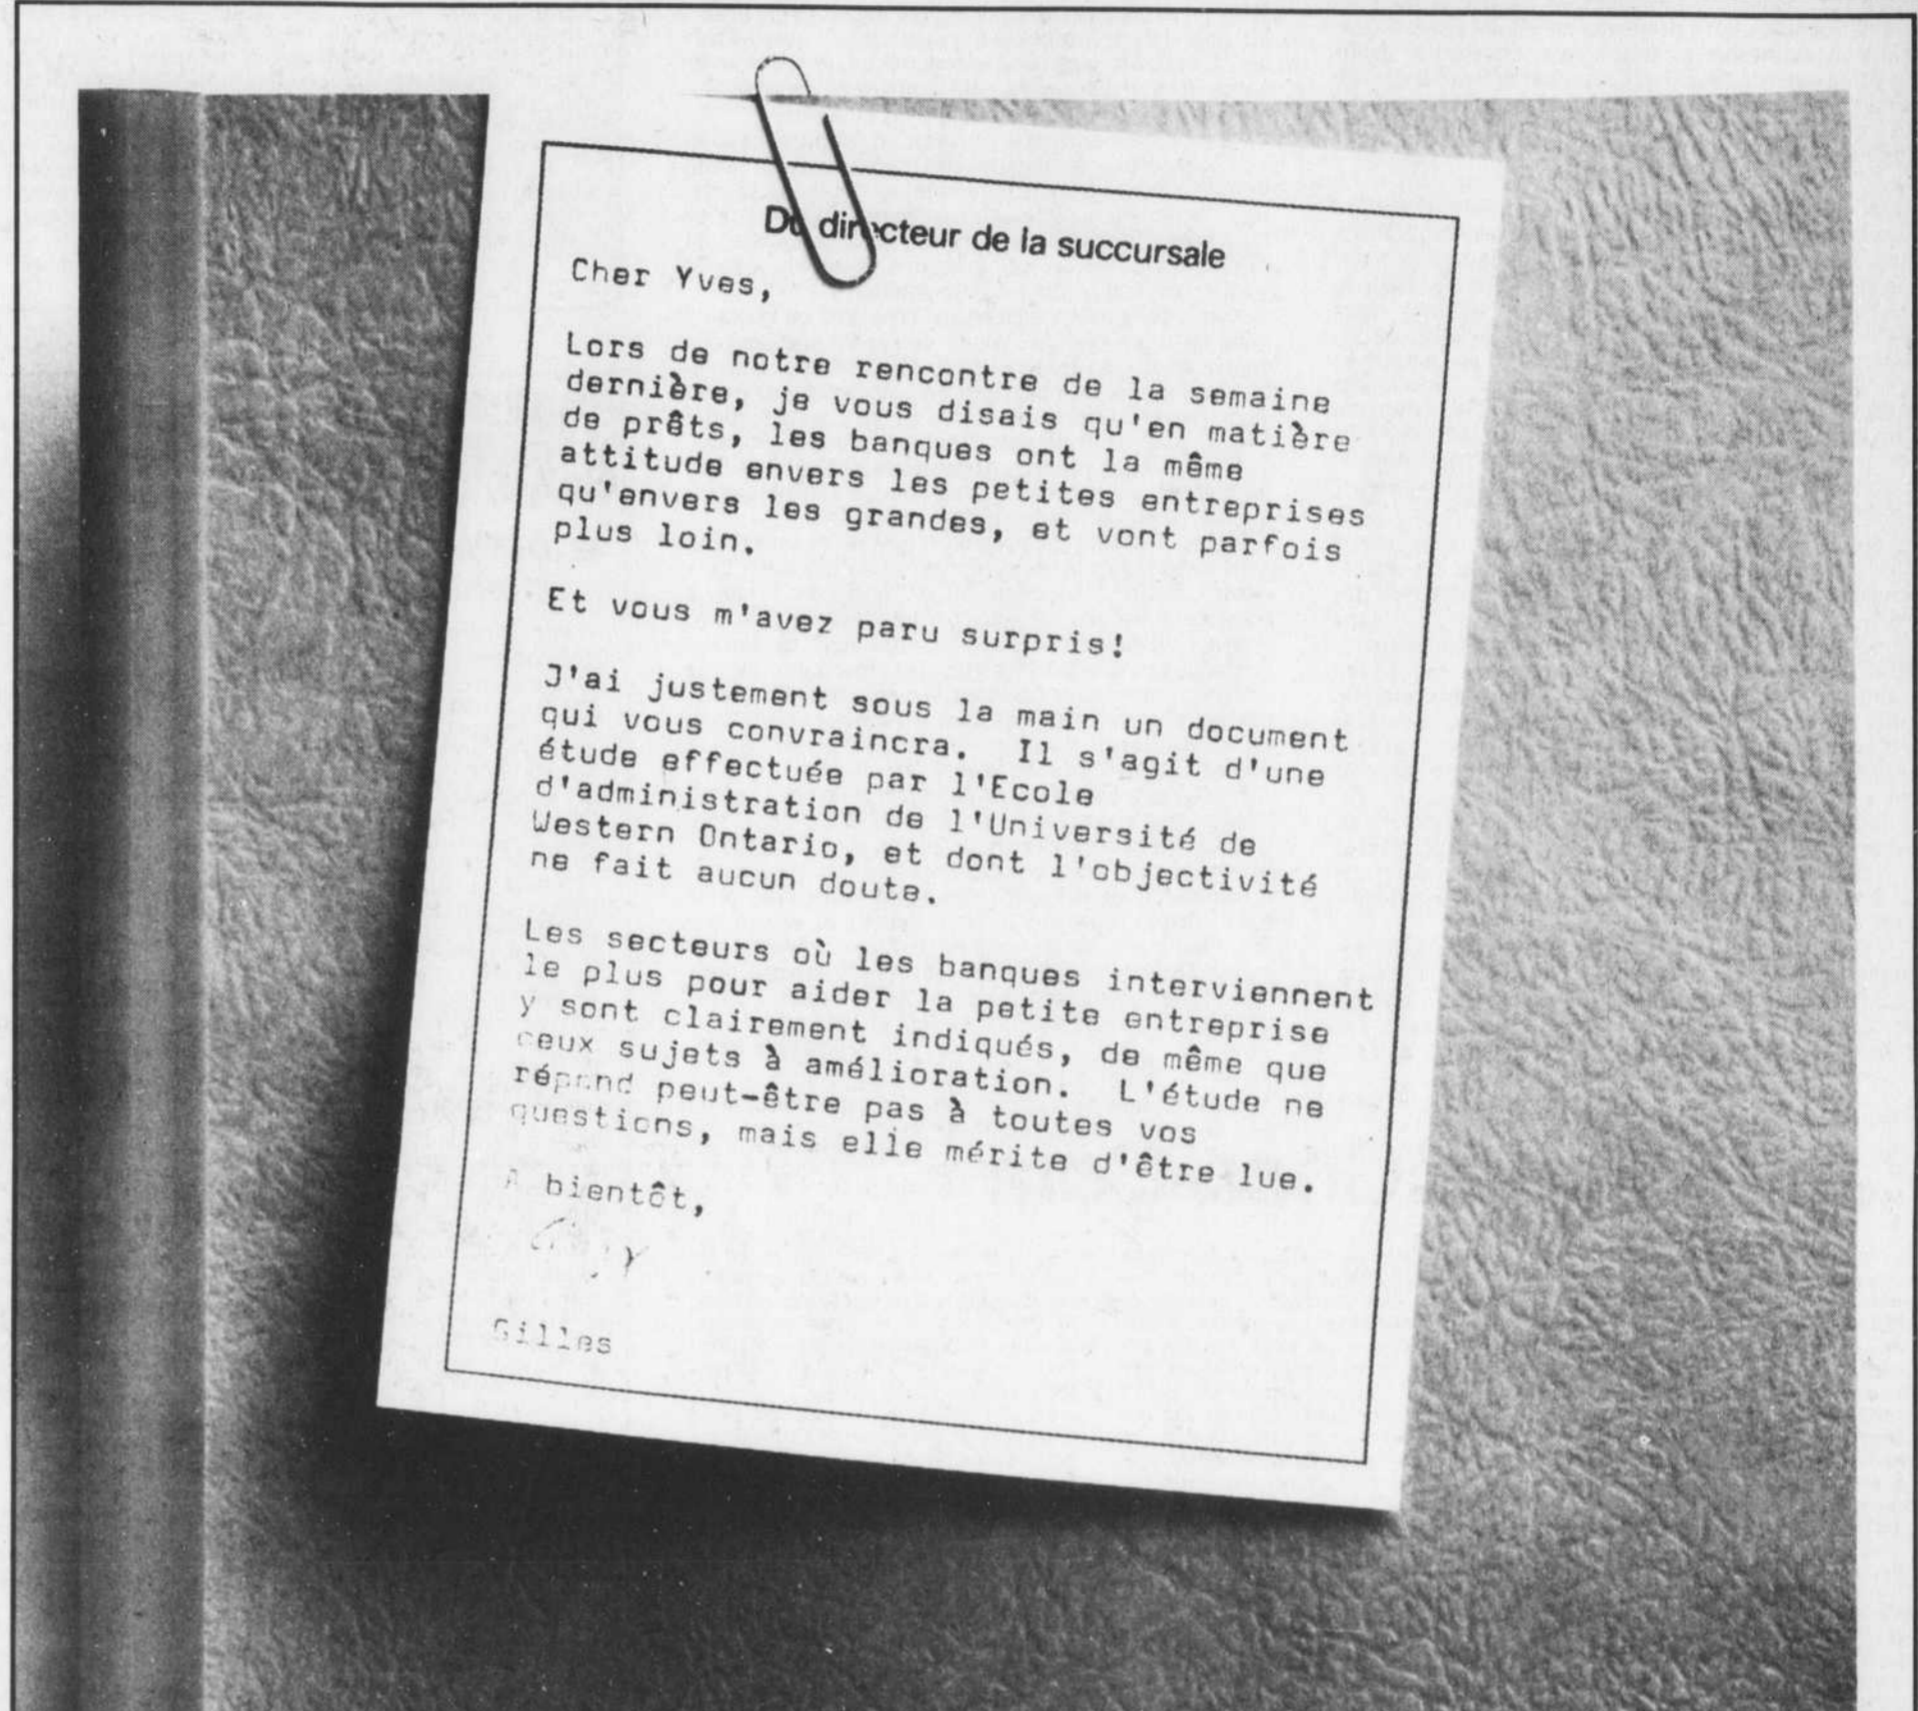 Du directeur de la succursale
Cher Yves,
Lors de notre rencontre de la semaine
dernière, je vous disais qu'en matière
de prêts, les banques ont la même
attitude envers les petites entreprises
qu'envers les grandes, et vont parfois
plus loin.
Et vous m'avez paru surpris!
J'ai justement sous la main un document
qui vous convraincra. Il s'agit d'une
étude effectuée par l'Ecole
d'administration de l'Université de
Western Ontario, et dont l'objectivité
ne fait aucun doute.
Les secteurs où les banques interviennent
le plus pour aider la petite entreprise
y sont clairement indiqués, de même que
ceux sujets à amélioration. L'étude ne
répond peut-être pas à toutes vos
questions, mais elle mérite d'être lue.
A bientôt,
Gilles